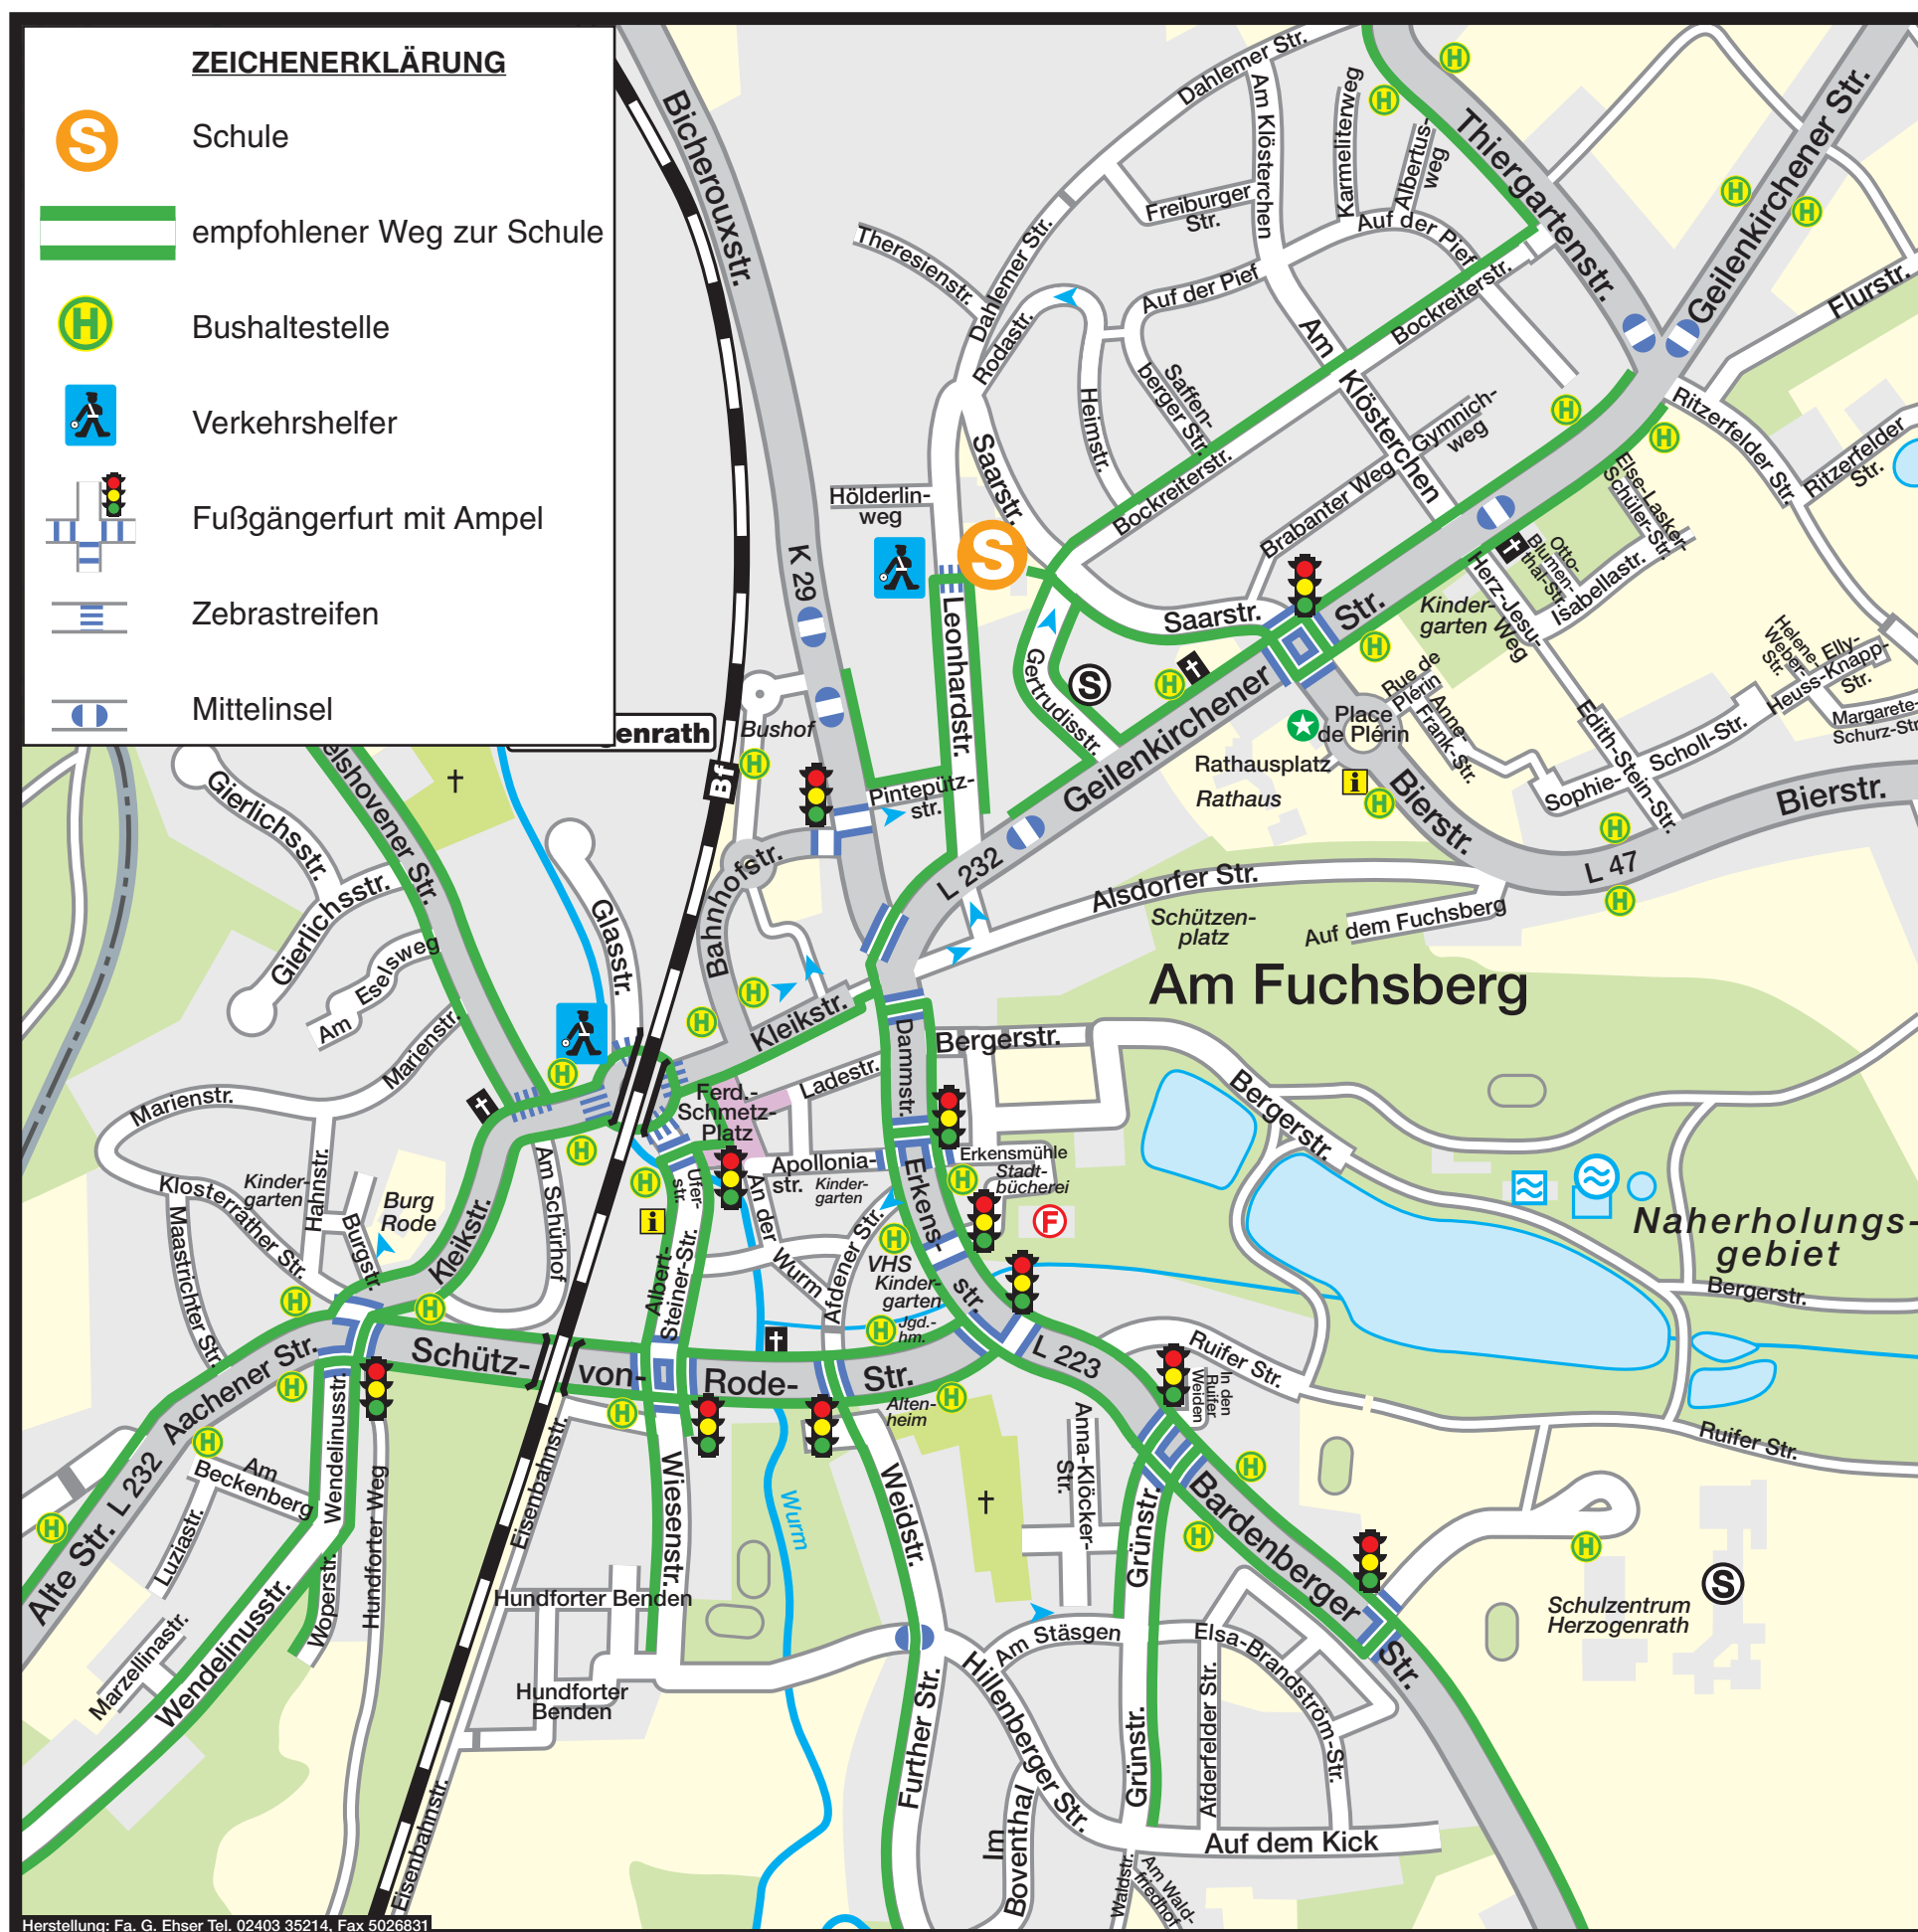 ZEICHENERKLÄRUNG
S
Schule
empfohlener Weg zur Schule
H
Bushaltestelle
Verkehrshelfer
Fußgängerfurt mit Ampel
Zebrastreifen
Mittelinsel
Bicherouxstr.
Dahlemer Str.
Am Klösterchen
Karmeliterweg
Albertus-
weg
Thiergartenstr.
Geilenkirchener Str.
Freiburger
Str.
Auf der Pief
Theresienstr.
Dahlemer Str.
Rodastr.
Auf der Pief
Bockreiterstr.
Flurstr.
Am
Klösterchen
Saffen-
berger Str.
Heimstr.
Gymnich-
weg
Ritzerfelder Str.
Ritzerfelder
Str.
Saarstr.
Hölderlin-
weg
Bockreiterstr.
Brabanter Weg
Else-Lasker-
Schüler-Str.
Otto-
Blumen-
thal-Str.
Isabellastr.
Herz-Jesu-
Weg
K 29
S
Leonhardstr.
Saarstr.
Str.
Kinder-
garten
Helene-
Weber-
Str.
Elly-
Heuss-Knapp-
Str.
Margarete-
Schurz-Str.
Gertrudisstr.
S
Geilenkirchener
Rue de
Plérin
Anne-
Frank-Str.
Place
de Plérin
Edith-Stein-Str.
Sophie-
Scholl-Str.
enrath
Bushof
Bf
Rathausplatz
Rathaus
i
Pintepütz-
str.
Bierstr.
Bierstr.
L 47
Gierlichsstr.
Gierlichsstr.
Bahnhofstr.
L 232
Alsdorfer Str.
Auf dem Fuchsberg
Schützen-
platz
Am Fuchsberg
Glasstr.
Am
Eselsweg
Kleikstr.
Dammstr.
Bergerstr.
Marienstr.
Marienstr.
Ladestr.
Ferd.-
Schmetz-
Platz
Bergerstr.
Apollonia-
str.
Kinder-
garten
Erkensmühle
Stadt-
bücherei
F
Klosterrather Str.
Kinder-
garten
Hahnstr.
Burgstr.
Burg
Rode
Kleikstr.
Am Schürhof
Maastrichter Str.
Ufer-
str.
An der
Wurm
Afdener Str.
Erkens-
str.
VHS
Kinder-
garten
Jgd.-
hm.
i
Albert-
Steiner-Str.
Naherholungs-
gebiet
Bergerstr.
Aachener Str.
Schütz-
von-
Rode-
Str.
L 223
Ruifer Str.
In den
Ruifer
Weiden
Alten-
heim
Ruifer Str.
Alte Str.
L 232
Am
Beckenberg
Luziastr.
Wendelinusstr.
Hundforter Weg
Eisenbahnstr.
Wiesenstr.
Wurm
Weidstr.
Anna-Klöcker-
Str.
Grünstr.
Bardenberger
Str.
S
Schulzentrum
Herzogenrath
Woperstr.
Hundforter Benden
Marzellinastr.
Wendelinusstr.
Hundforter
Benden
Am Stäsgen
Elsa-Brandström-Str.
Afderfelder Str.
Further Str.
Hillenberger Str.
Grünstr.
Im
Boventhal
Auf dem Kick
Waldstr.
Am Wald-
friedhof
Eisenbahnstr.
Herstellung: Fa. G. Ehser Tel. 02403 35214, Fax 5026831